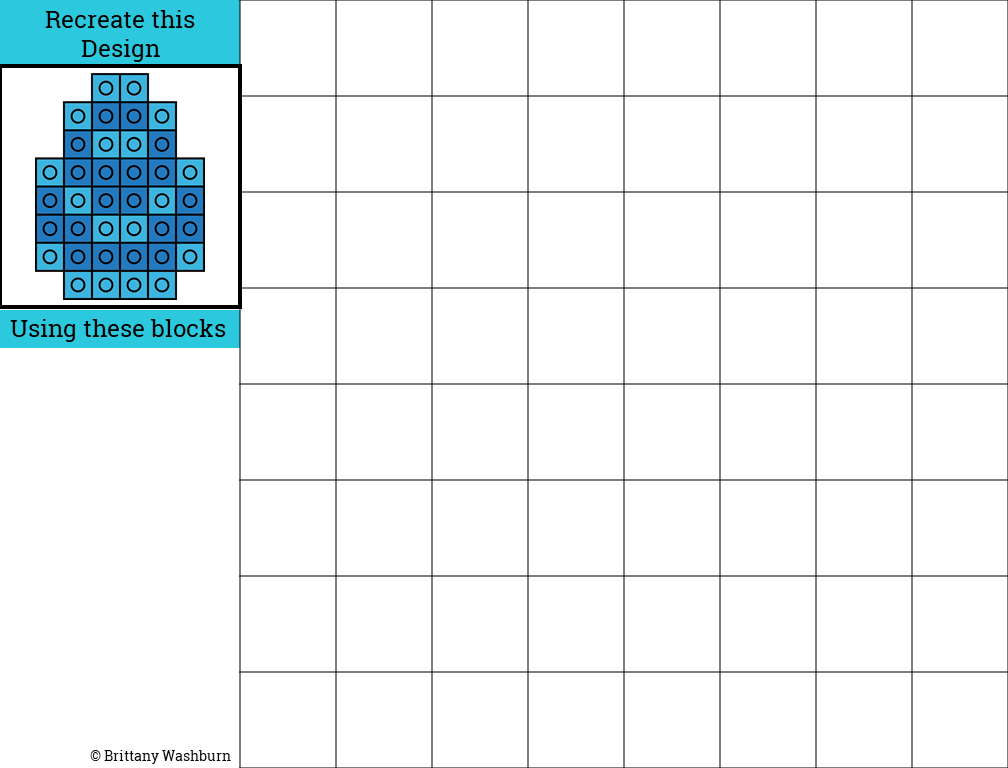 Recreate this
Design
Using these blocks
© Brittany Washburn